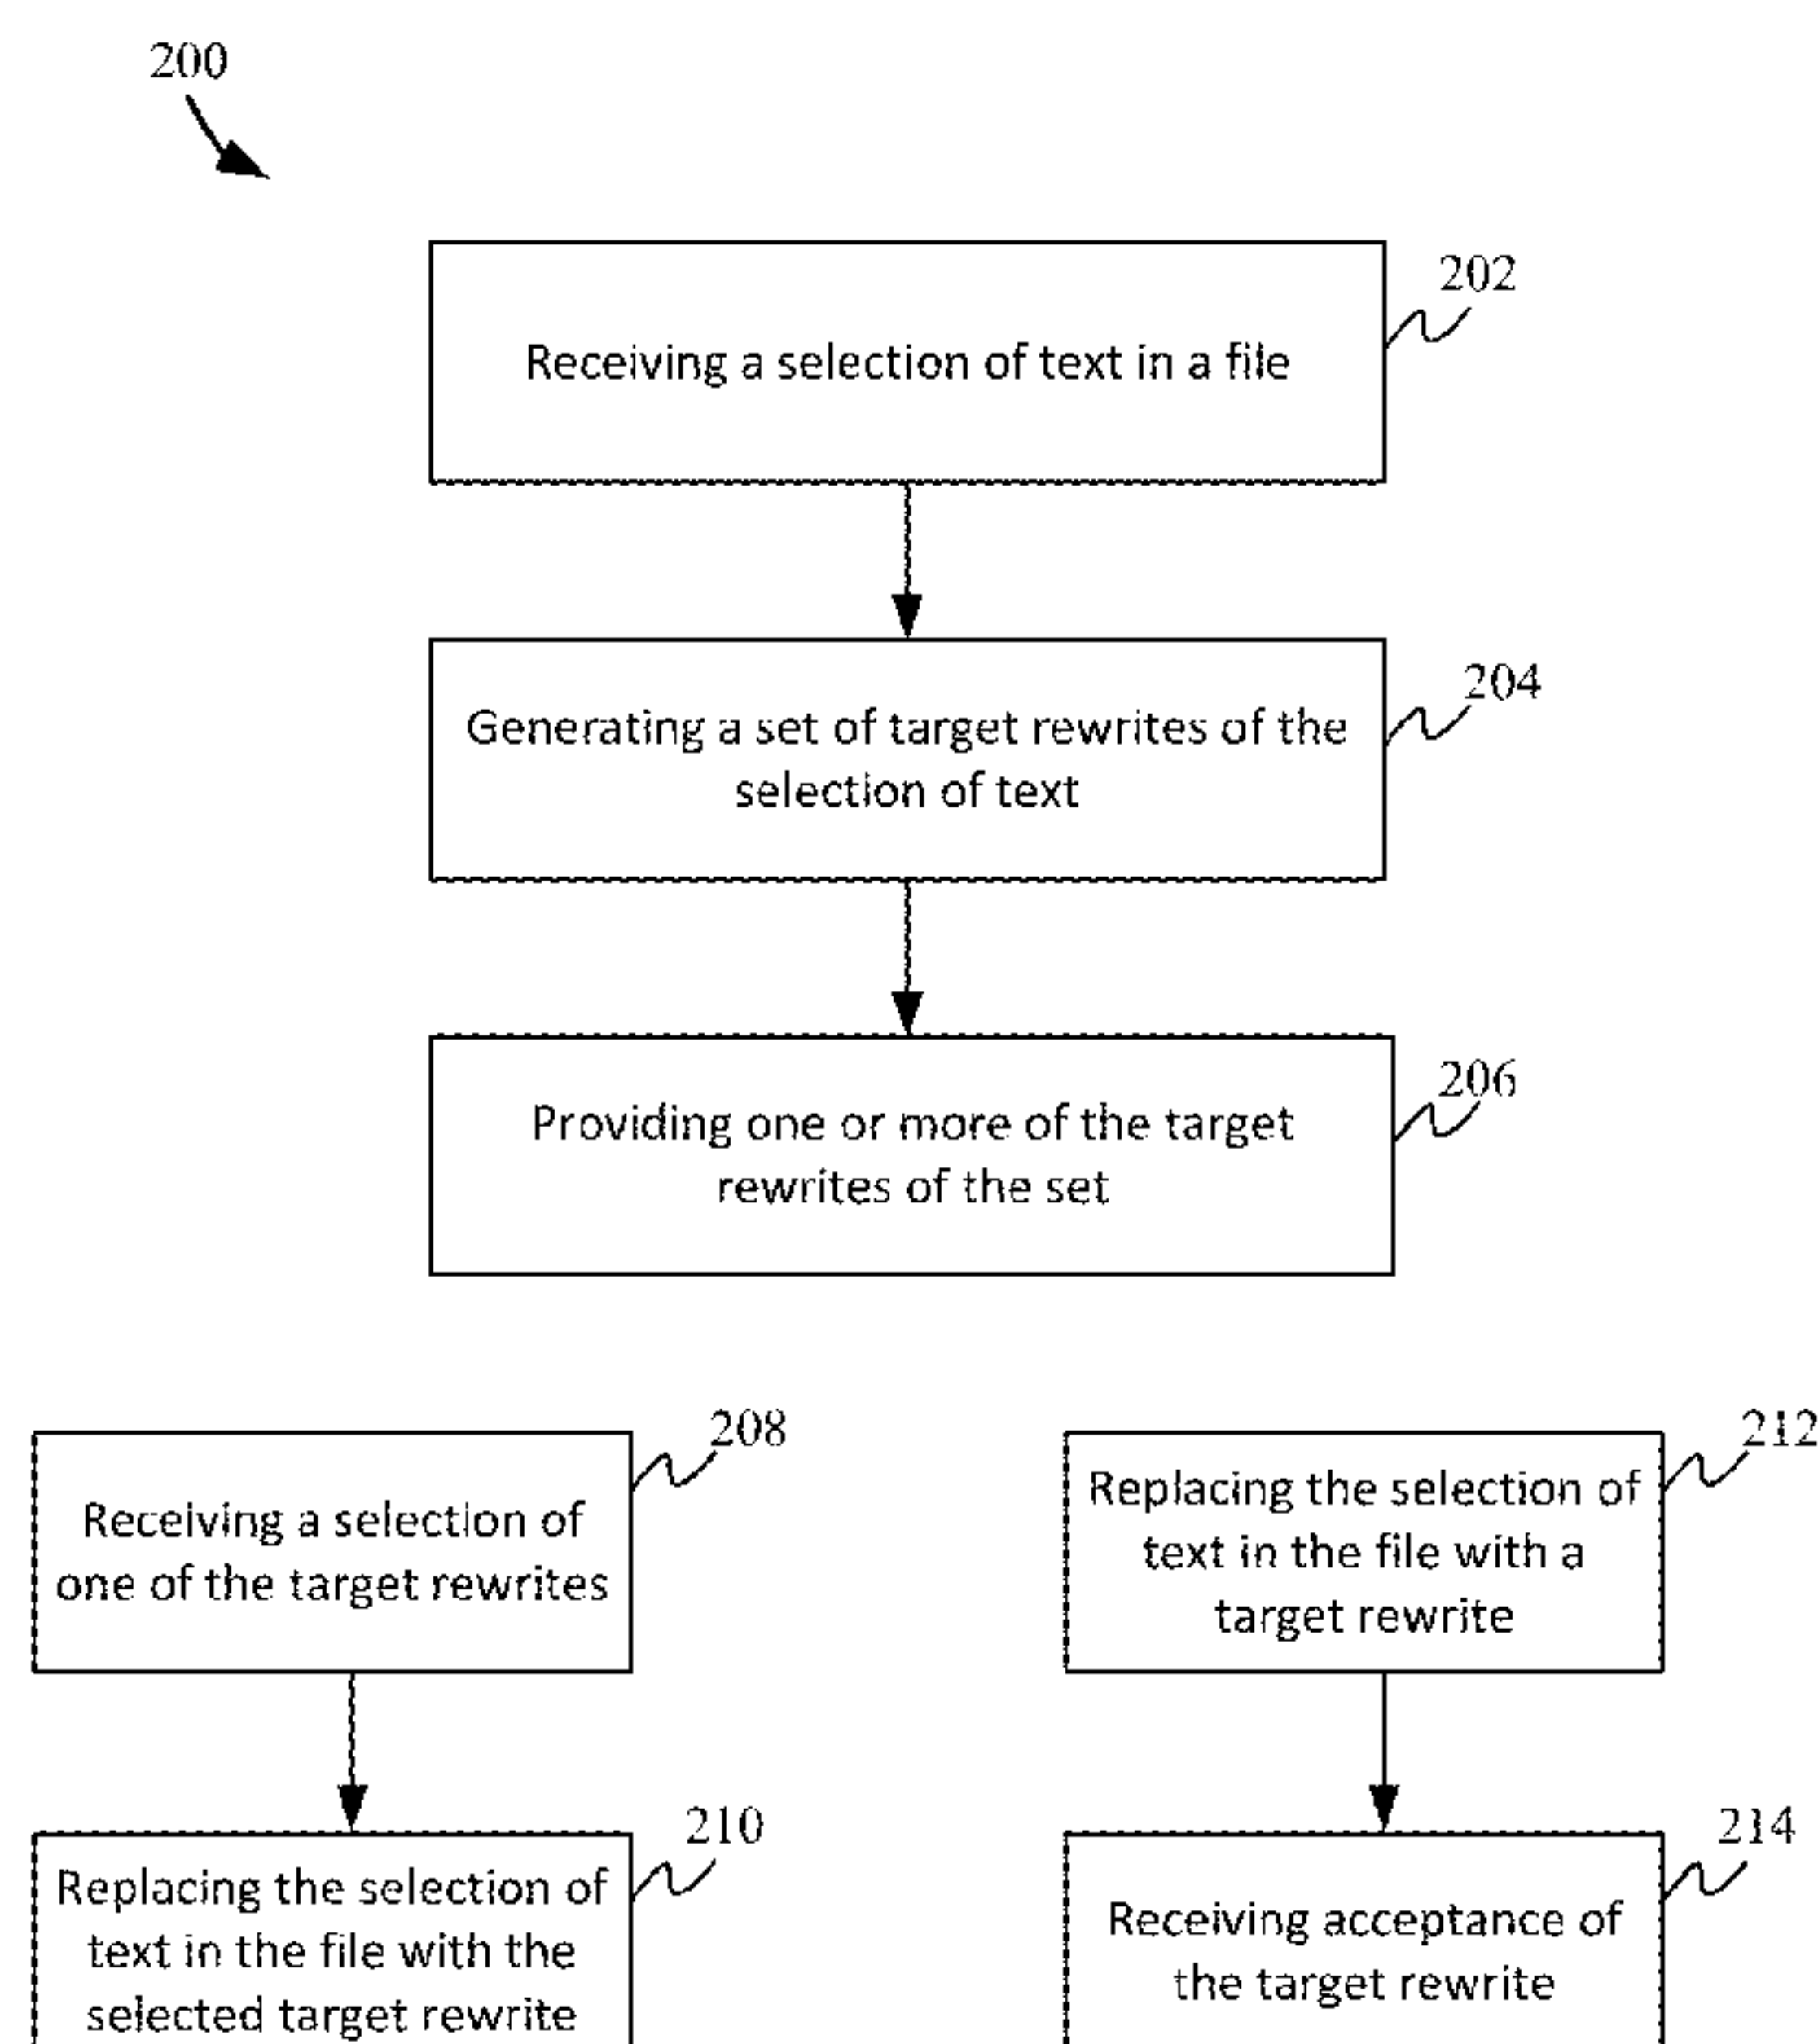 200
202
Receiving a selection of text in a file
204
Generating a set of target rewrites of the
selection of text
206
Providing one or more of the target
rewrites of the set
208
Receiving a selection of
one of the target rewrites
212
Replacing the selection of
text in the file with a
target rewrite
210
Replacing the selection of
text in the file with the
selected target rewrite
214
Receiving acceptance of
the target rewrite